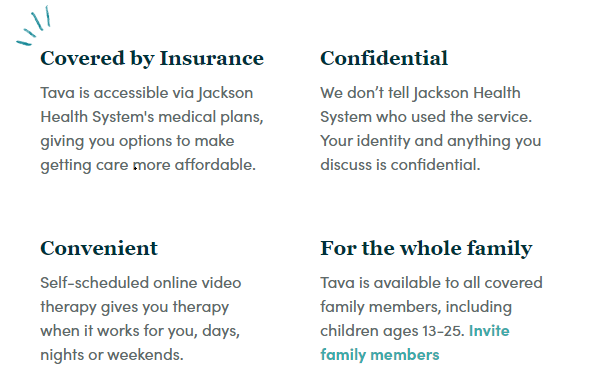 Covered by Insurance
Tava is accessible via Jackson
Health System's medical plans,
giving you options to make
getting care more affordable.
Confidential
We don’t tell Jackson Health
System who used the service.
Your identity and anything you
discuss is confidential.
Convenient
Self-scheduled online video
therapy gives you therapy
when it works for you, days,
nights or weekends.
For the whole family
Tava is available to all covered
family members, including
children ages 13-25. Invite
family members